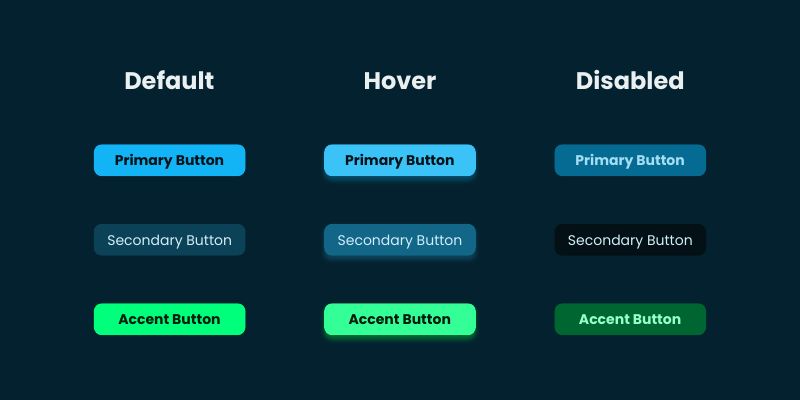 Default
Hover
Disabled
Primary Button
Primary Button
Primary Button
Secondary Button
Secondary Button
Secondary Button
Accent Button
Accent Button
Accent Button